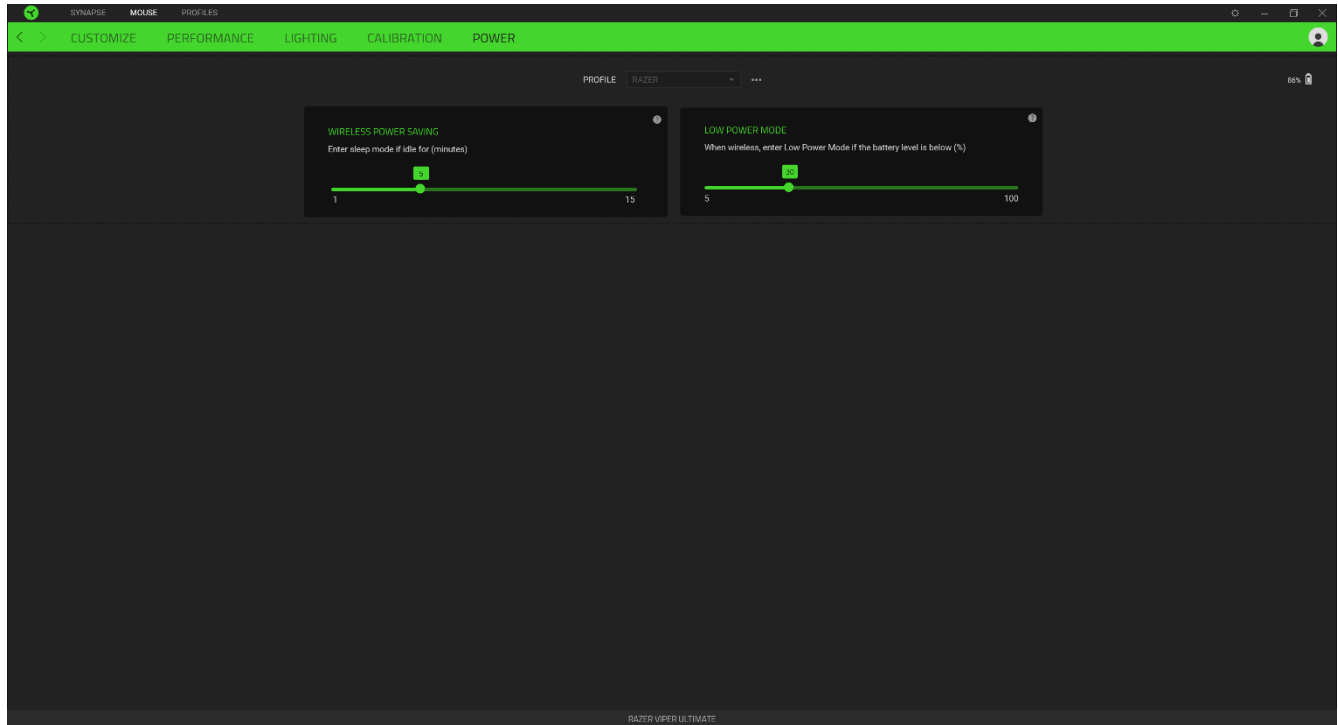 SYNAPSE MOUSE PROFILES
CUSTOMIZE PERFORMANCE LIGHTING CALIBRATION POWER
PROFILE RAZER 86%
WIRELESS POWER SAVING
Enter sleep mode if idle for (minutes)
5
1 15
LOW POWER MODE
When wireless, enter Low Power Mode if the battery level is below (%)
30
5 100
RAZER VIPER ULTIMATE